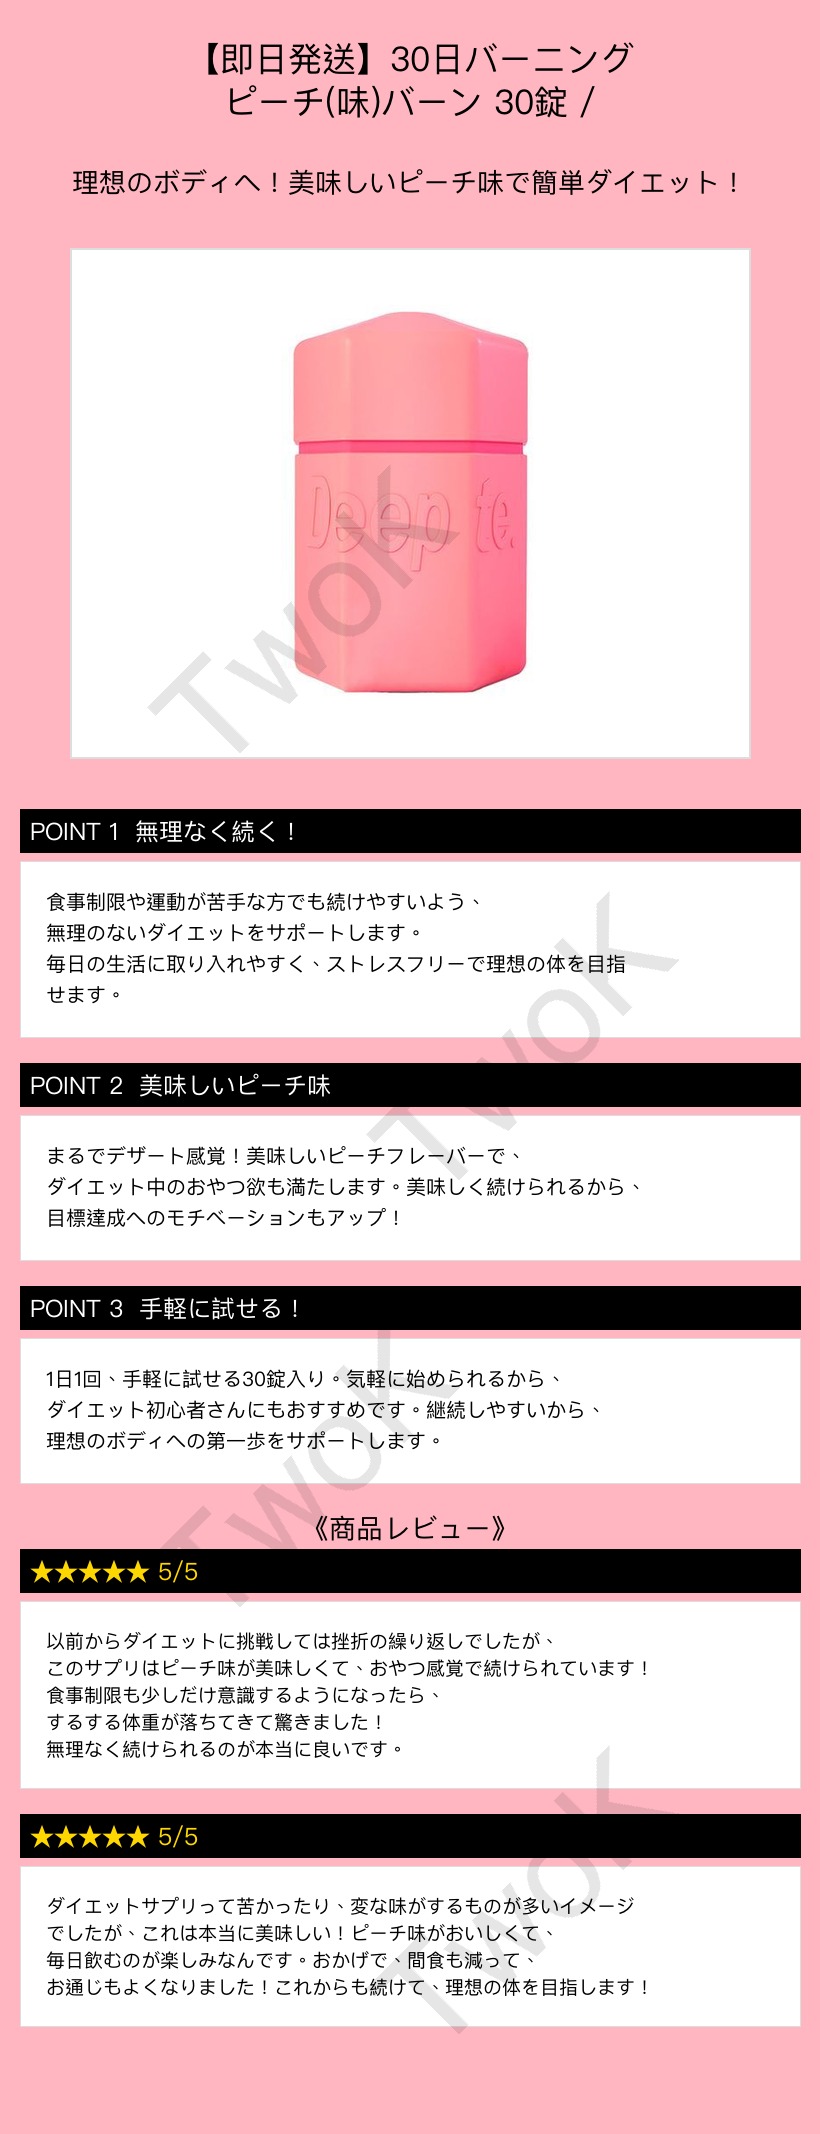 【即日発送】30日バーニング
ピーチ(味)バーン 30錠 /
理想のボディへ！美味しいピーチ味で簡単ダイエット！
Deep te.
TwoK
POINT 1 無理なく続く！
食事制限や運動が苦手な方でも続けやすいよう、
無理のないダイエットをサポートします。
毎日の生活に取り入れやすく、ストレスフリーで理想の体を目指
せます。
TwoK
POINT 2 美味しいピーチ味
まるでデザート感覚！美味しいピーチフレーバーで、
ダイエット中のおやつ欲も満たします。美味しく続けられるから、
目標達成へのモチベーションもアップ！
POINT 3 手軽に試せる！
1日1回、手軽に試せる30錠入り。気軽に始められるから、
ダイエット初心者さんにもおすすめです。継続しやすいから、
理想のボディへの第一歩をサポートします。
TwoK
《商品レビュー》
★★★★★ 5/5
以前からダイエットに挑戦しては挫折の繰り返しでしたが、
このサプリはピーチ味が美味しくて、おやつ感覚で続けられています！
食事制限も少しだけ意識するようになったら、
するする体重が落ちてきて驚きました！
無理なく続けられるのが本当に良いです。
★★★★★ 5/5
ダイエットサプリって苦かったり、変な味がするものが多いイメージ
でしたが、これは本当に美味しい！ピーチ味がおいしくて、
毎日飲むのが楽しみなんです。おかげで、間食も減って、
お通じもよくなりました！これからも続けて、理想の体を目指します！
TwoK